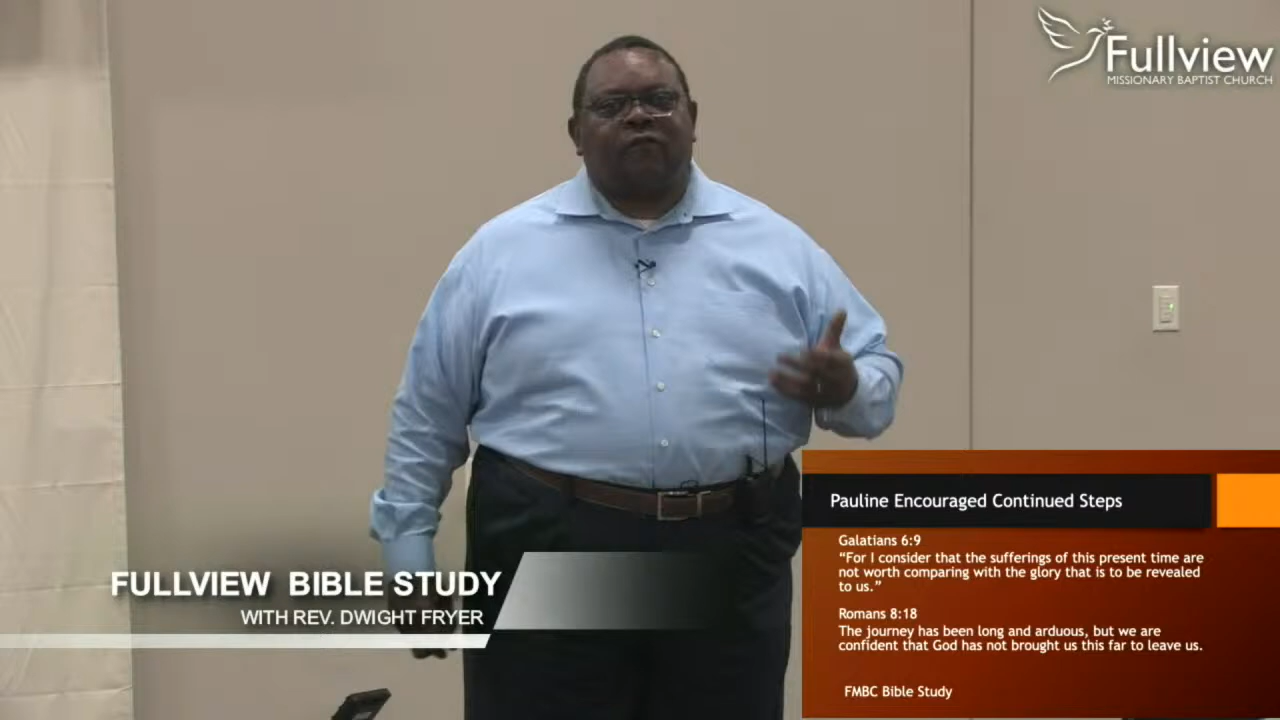 Fullview
MISSIONARY BAPTIST CHURCH
FULLVIEW BIBLE STUDY
WITH REV. DWIGHT FRYER
Pauline Encouraged Continued Steps
Galatians 6:9
“For I consider that the sufferings of this present time are
not worth comparing with the glory that is to be revealed
to us.”
Romans 8:18
The journey has been long and arduous, but we are
confident that God has not brought us this far to leave us.
FMBC Bible Study